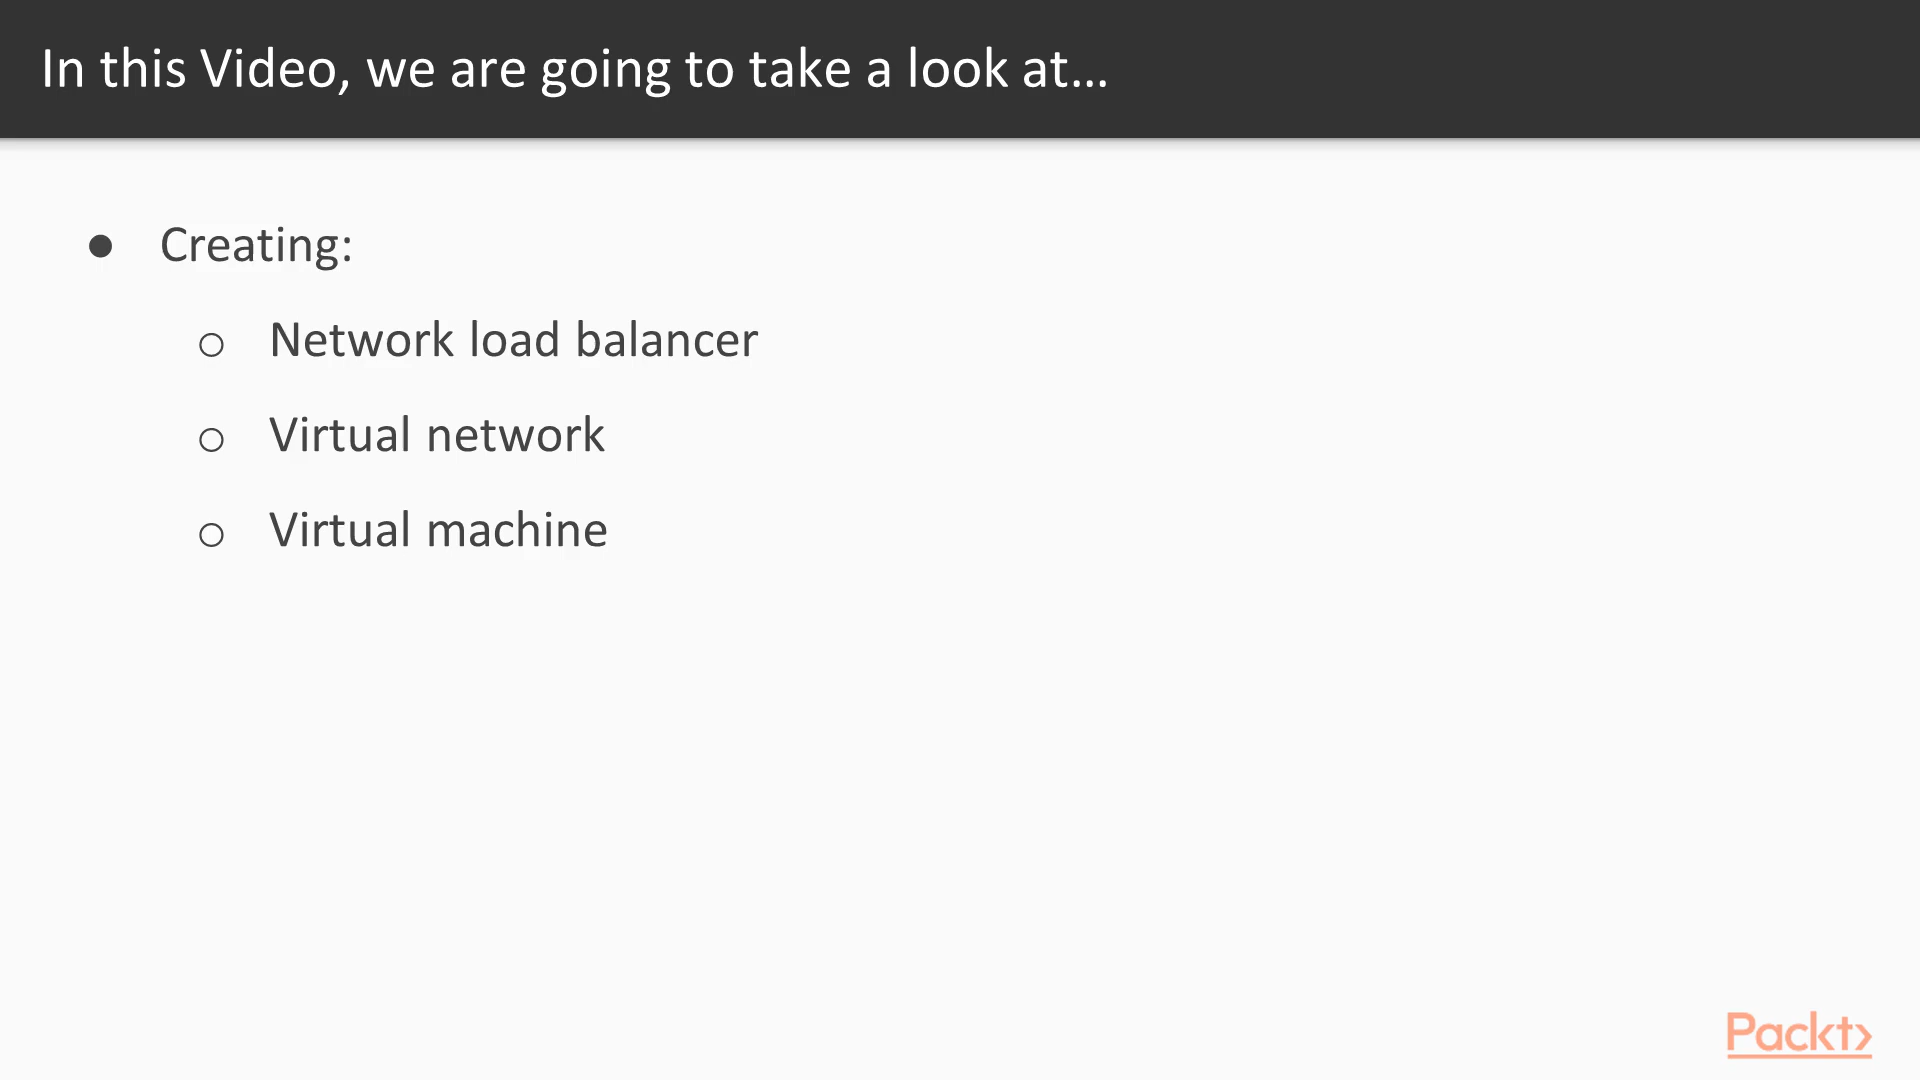 In this Video, we are going to take a look at...
● Creating:
○ Network load balancer
○ Virtual network
○ Virtual machine
Packt>